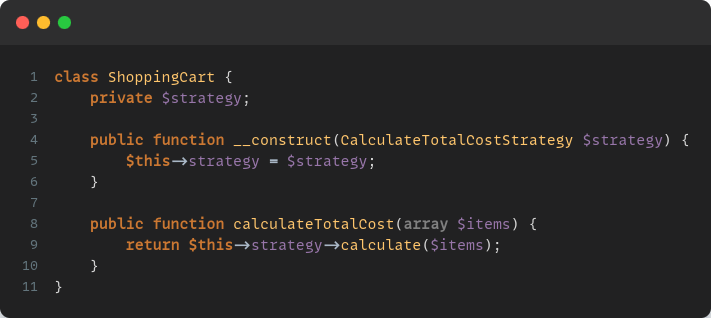 1 class ShoppingCart {
2     private $strategy;
3
4     public function __construct(CalculateTotalCostStrategy $strategy) {
5         $this->strategy = $strategy;
6     }
7
8     public function calculateTotalCost(array $items) {
9         return $this->strategy->calculate($items);
10     }
11 }